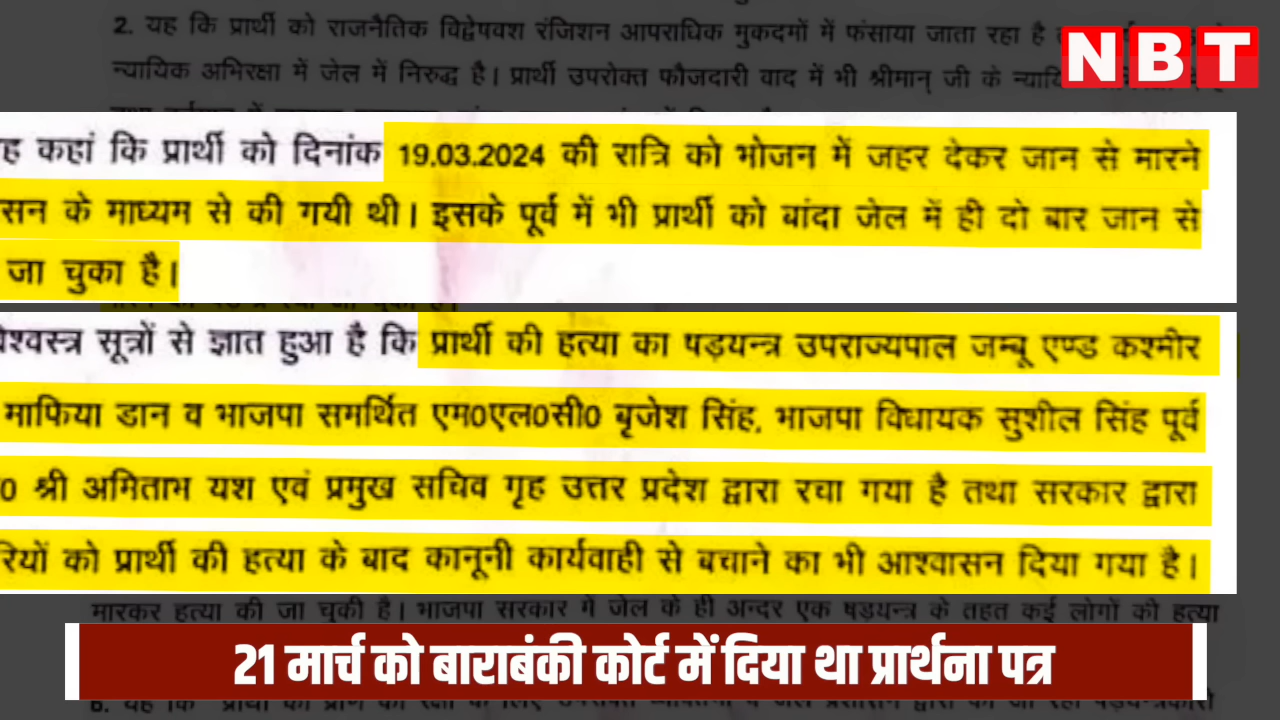 2. यह कि प्रार्थी को राजनैतिक विद्वेषवश रंजिशन आपराधिक मुकदमों में फंसाया जाता रहा है
NBT
न्यायिक अभिरक्षा में जेल में निरुद्ध है। प्रार्थी उपरोक्त फौजदारी वाद में भी श्रीमान् जी के
ह कहां कि प्रार्थी को दिनांक 19.03.2024 की रात्रि को भोजन में जहर देकर जान से मारने
सन के माध्यम से की गयी थी। इसके पूर्व में भी प्रार्थी को बांदा जेल में ही दो बार जान से
जा चुका है।
वेश्वस्त्र सूत्रों से ज्ञात हुआ है कि प्रार्थी की हत्या का षड़यन्त्र उपराज्यपाल जम्बू एण्ड कश्मीर
माफिया डान व भाजपा समर्थित एम0एल0सी0 बृजेश सिंह, भाजपा विधायक सुशील सिंह पूर्व
0 श्री अमिताभ यश एवं प्रमुख सचिव गृह उत्तर प्रदेश द्वारा रचा गया है तथा सरकार द्वारा
रियों को प्रार्थी की हत्या के बाद कानूनी कार्यवाही से बचाने का भी आश्वासन दिया गया है।
मारकर हत्या की जा चुकी है। भाजपा सरकार में जेल के ही अन्दर एक षड़यन्त्र के तहत कई लोगों की हत्या
21 मार्च को बाराबंकी कोर्ट में दिया था प्रार्थना पत्र